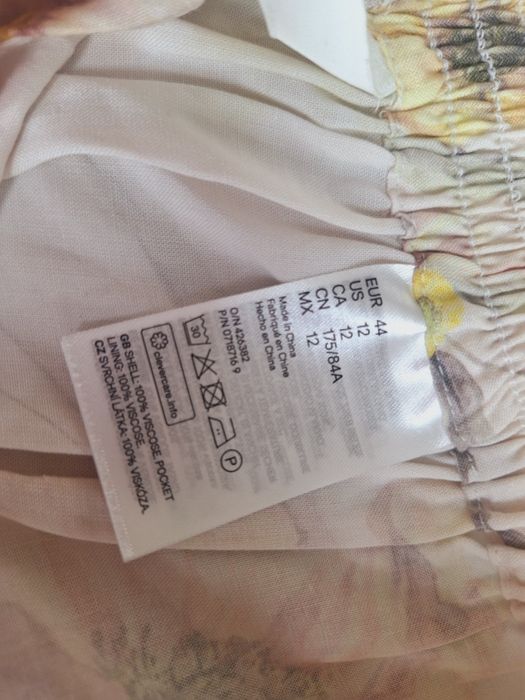 EUR 44
US 12
CA 12
CN 175/84A
MX 12
Made in China
Fabriqué en Chine
Hecho en China
O/N 426382
P/N 0718716 9
30
P
clevercare.info
GB SHELL: 100% VISCOSE. POCKET
LINING: 100% VISCOSE.
CZ SVRCHNÍ LÁTKA: 100% VISKÓZA.